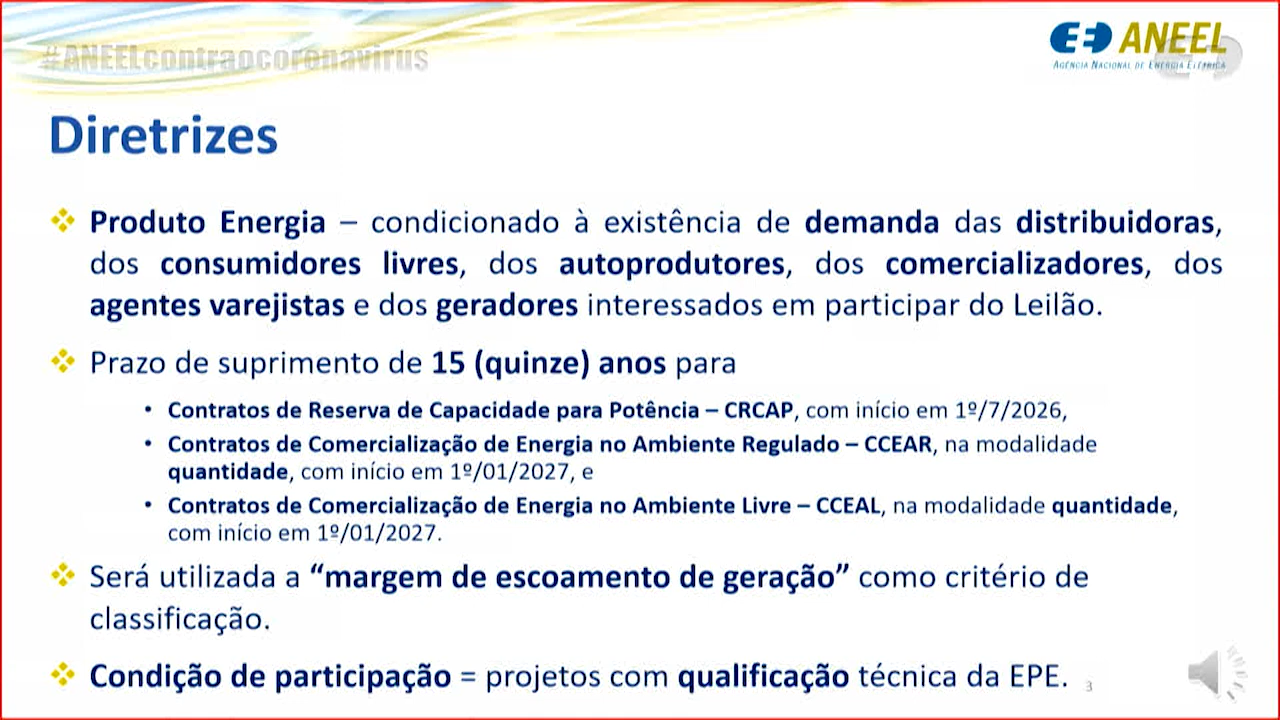 #ANEELcontraocoronavirus
ANEEL
AGÊNCIA NACIONAL DE ENERGIA ELÉTRICA
Diretrizes
❖ Produto Energia – condicionado à existência de demanda das distribuidoras,
dos consumidores livres, dos autoprodutores, dos comercializadores, dos
agentes varejistas e dos geradores interessados em participar do Leilão.
❖ Prazo de suprimento de 15 (quinze) anos para
• Contratos de Reserva de Capacidade para Potência – CRCAP, com início em 1º/7/2026,
• Contratos de Comercialização de Energia no Ambiente Regulado – CCEAR, na modalidade
quantidade, com início em 1º/01/2027, e
• Contratos de Comercialização de Energia no Ambiente Livre – CCEAL, na modalidade quantidade,
com início em 1º/01/2027.
❖ Será utilizada a “margem de escoamento de geração” como critério de
classificação.
❖ Condição de participação = projetos com qualificação técnica da EPE.
3